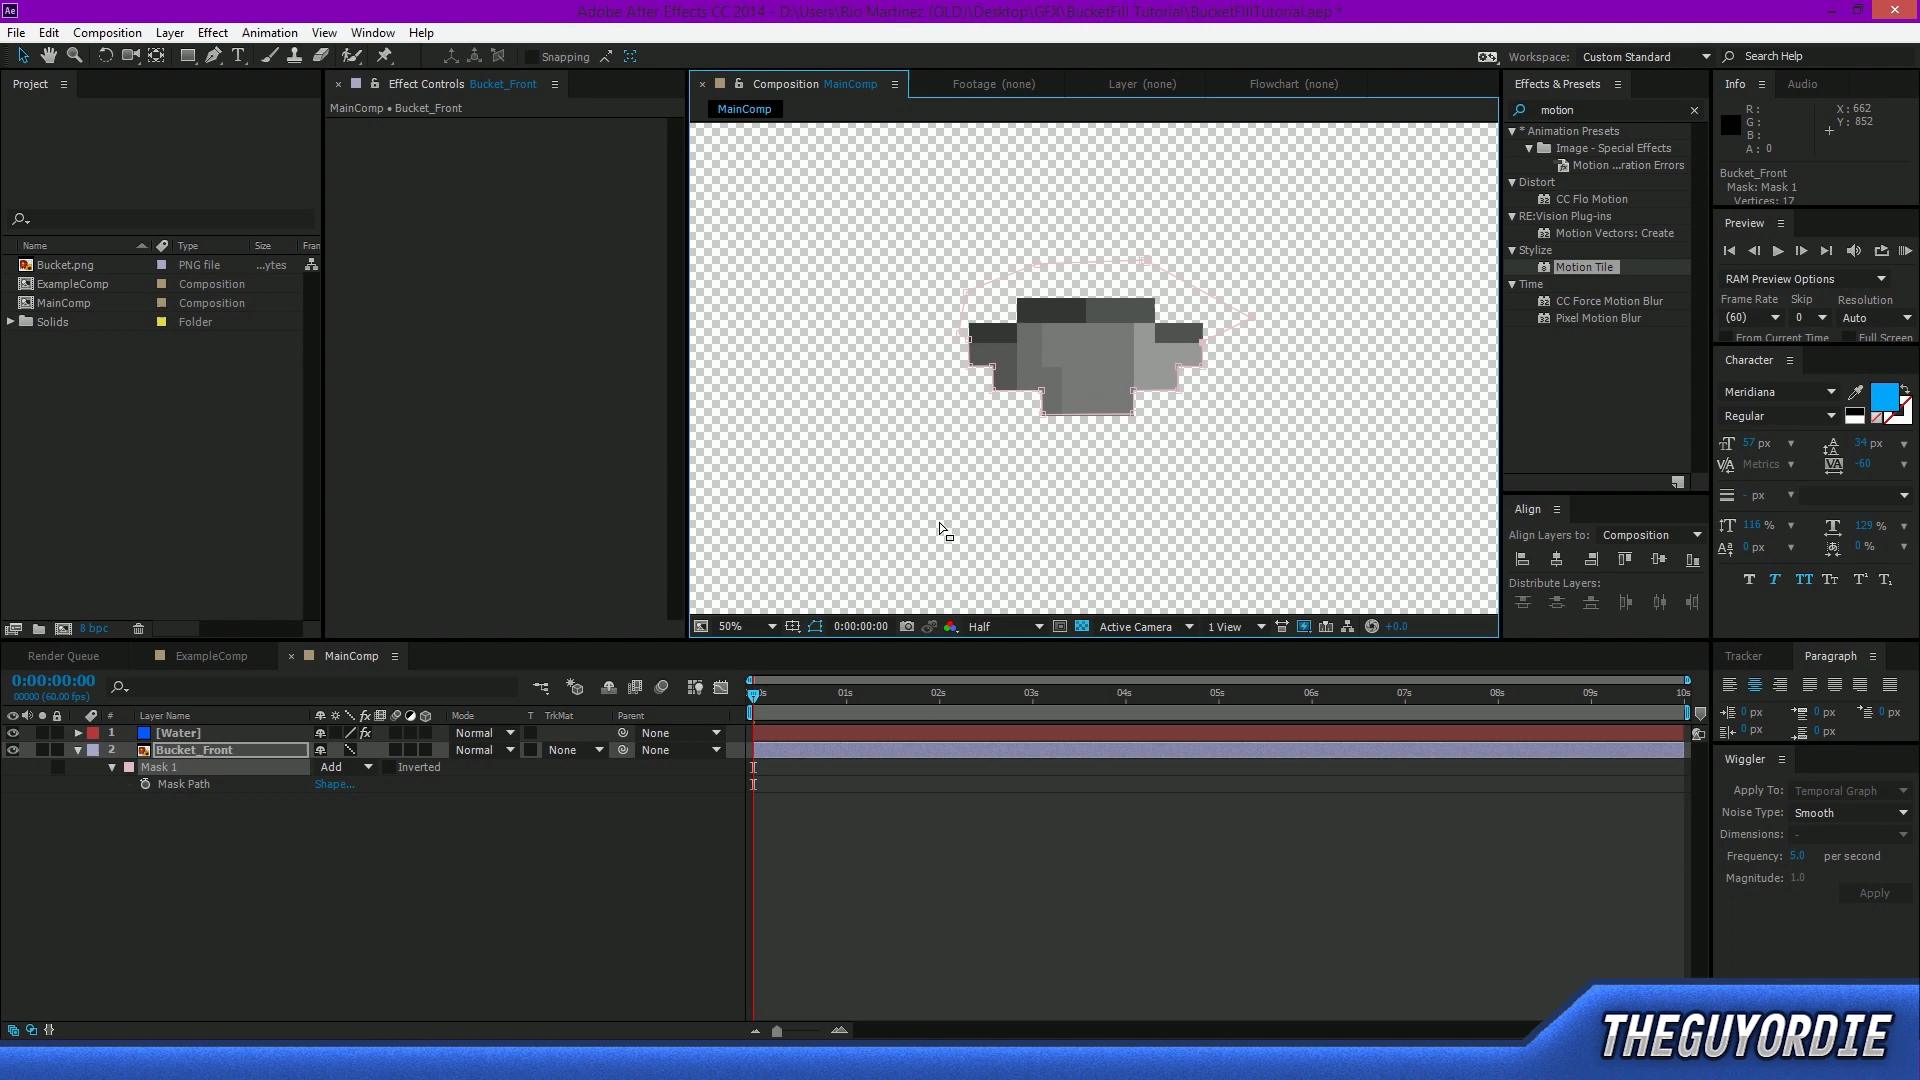 Ae Adobe After Effects CC 2014 - D:\Users\Rio Martinez (OLD)\Desktop\GFX\BucketFill Tutorial\BucketFillTutorial.aep *
File Edit Composition Layer Effect Animation View Window Help
Snapping Workspace: Custom Standard Search Help
Project Effect Controls Bucket_Front Composition MainComp Footage (none) Layer (none) Flowchart (none) Effects & Presets Info Audio
MainComp • Bucket_Front MainComp motion
R: X: 662
G: Y: 852
B:
A: 0
* Animation Presets
Image - Special Effects
Motion ...ration Errors
Distort
CC Flo Motion
RE:Vision Plug-ins
Motion Vectors: Create
Stylize
Motion Tile
Time
CC Force Motion Blur
Pixel Motion Blur
Bucket_Front
Mask: Mask 1
Vertices: 17
Preview
RAM Preview Options
Frame Rate Skip Resolution
(60) 0 Auto
From Current Time Full Screen
Name Type Size Fran
Bucket.png PNG file ...ytes
ExampleComp Composition
MainComp Composition
Solids Folder
8 bpc
50% 0:00:00:00 Half Active Camera 1 View +0.0
Character
Meridiana
Regular
57 px 34 px
Metrics -60
- px
116 % 129 %
0 px 0 %
T T TT Tt T¹ T₁
Align
Align Layers to: Composition
Distribute Layers:
Render Queue ExampleComp MainComp
0:00:00:00
00000 (60.00 fps)
# Layer Name Mode T TrkMat Parent
1 [Water] Normal None
2 Bucket_Front Normal None None
Mask 1 Add Inverted
Mask Path Shape...
01s 02s 03s 04s 05s 06s 07s 08s 09s 10s
Tracker Paragraph
0 px 0 px 0 px
0 px 0 px
Wiggler
Apply To: Temporal Graph
Noise Type: Smooth
Dimensions: -
Frequency: 5.0 per second
Magnitude: 1.0
Apply
THEGUYORDIE